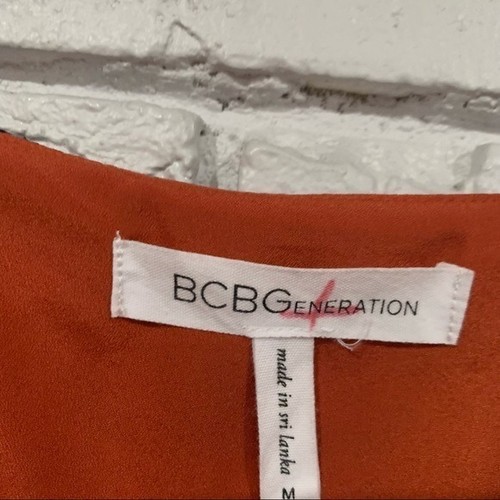 BCBGENERATION
made in sri lanka
M